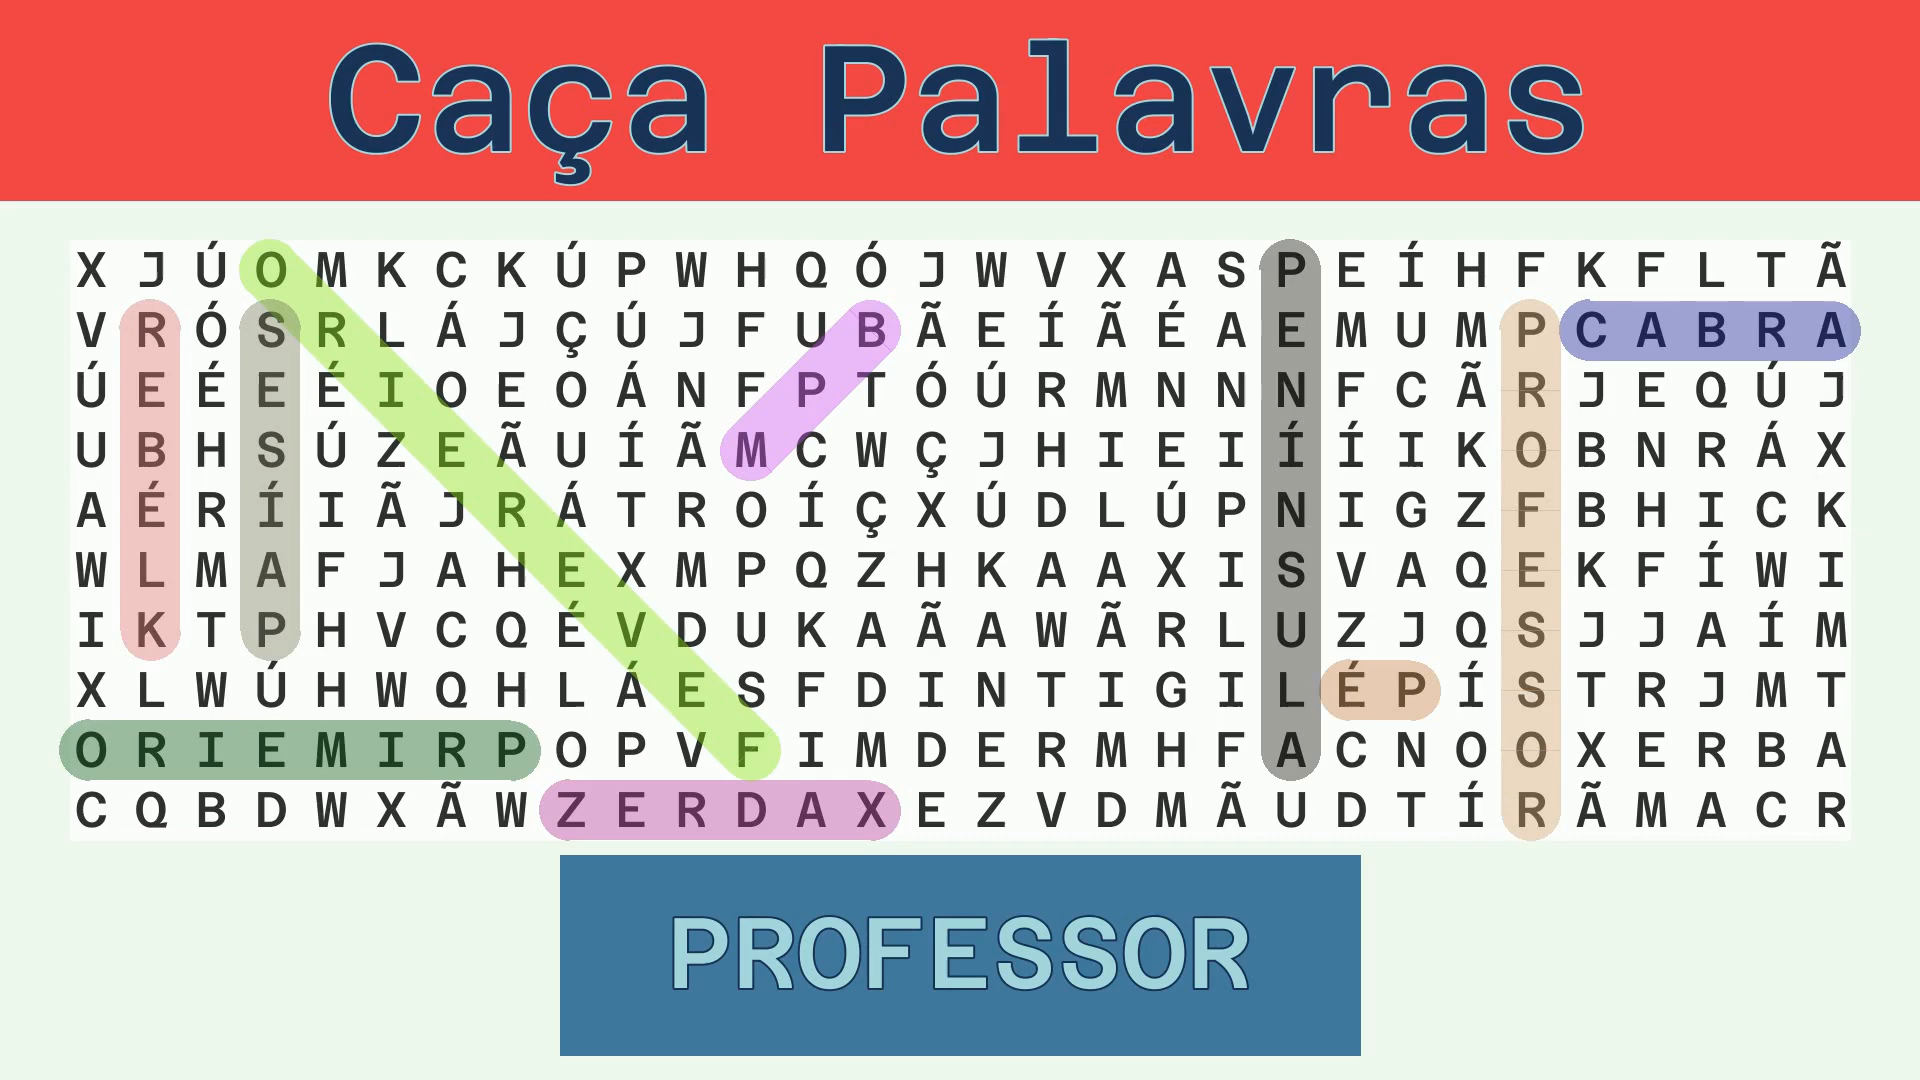 Caça Palavras
X J Ú O M K C K Ú P W H Q Ó J W V X A S P E Í H F K F L T Ã
V R Ó S R L Á J Ç Ú J F U B Ã E Í Ã É A E M U M P C A B R A
Ú E É E É I O E O Á N F P T Ó Ú R M N N N F C Ã R J E Q Ú J
U B H S Ú Z E Ã U Í Ã M C W Ç J H I E I Í Í I K O B N R Á X
A É R Í I Ã J R Á T R O Í Ç X Ú D L Ú P N I G Z F B H I C K
W L M A F J A H E X M P Q Z H K A A X I S V A Q E K F Í W I
I K T P H V C Q É V D U K A Ã A W Ã R L U Z J Q S J J A Í M
X L W Ú H W Q H L Á E S F D I N T I G I L É P Í S T R J M T
O R I E M I R P O P V F I M D E R M H F A C N O O X E R B A
C Q B D W X Ã W Z E R D A X E Z V D M Ã U D T Í R Ã M A C R
PROFESSOR